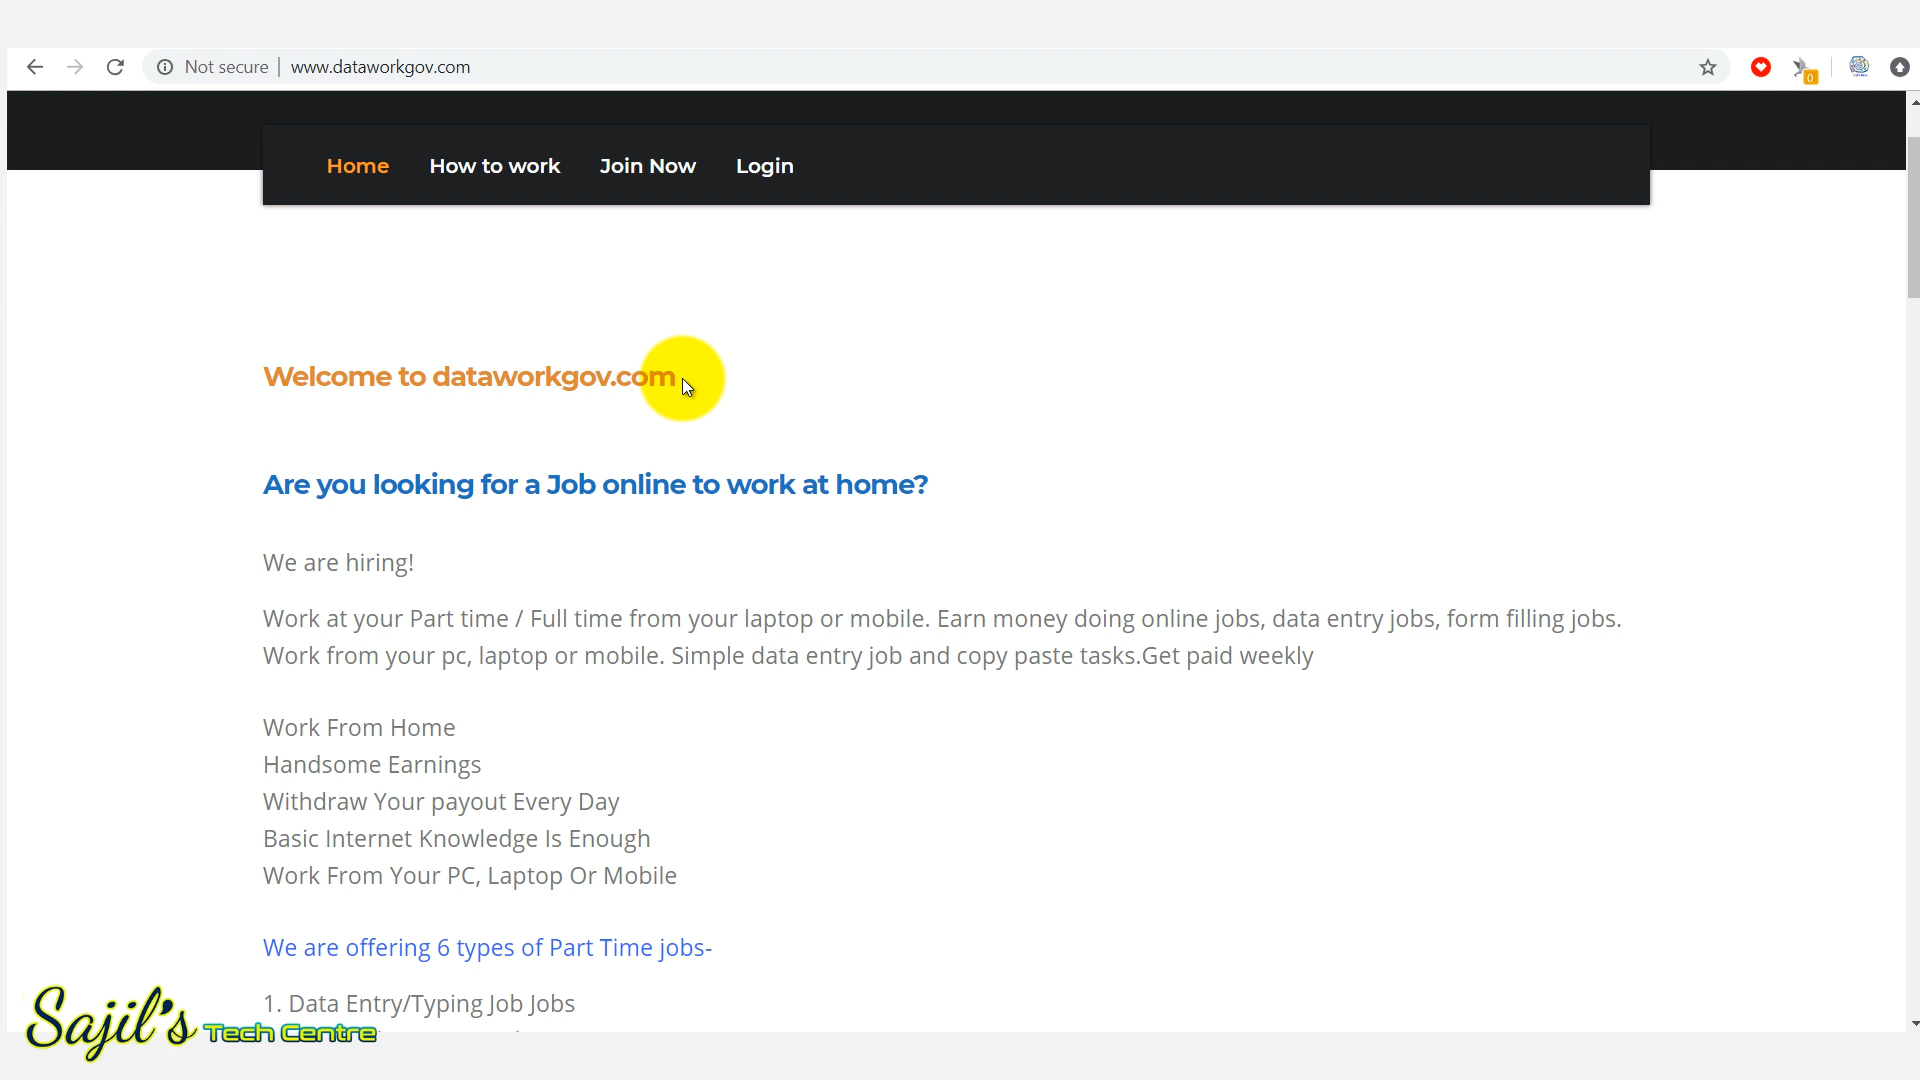 Not secure | www.dataworkgov.com
0
Home How to work Join Now Login
Welcome to dataworkgov.com
Are you looking for a Job online to work at home?
We are hiring!
Work at your Part time / Full time from your laptop or mobile. Earn money doing online jobs, data entry jobs, form filling jobs.
Work from your pc, laptop or mobile. Simple data entry job and copy paste tasks.Get paid weekly
Work From Home
Handsome Earnings
Withdraw Your payout Every Day
Basic Internet Knowledge Is Enough
Work From Your PC, Laptop Or Mobile
We are offering 6 types of Part Time jobs-
1. Data Entry/Typing Job Jobs
Sajil's Tech Centre